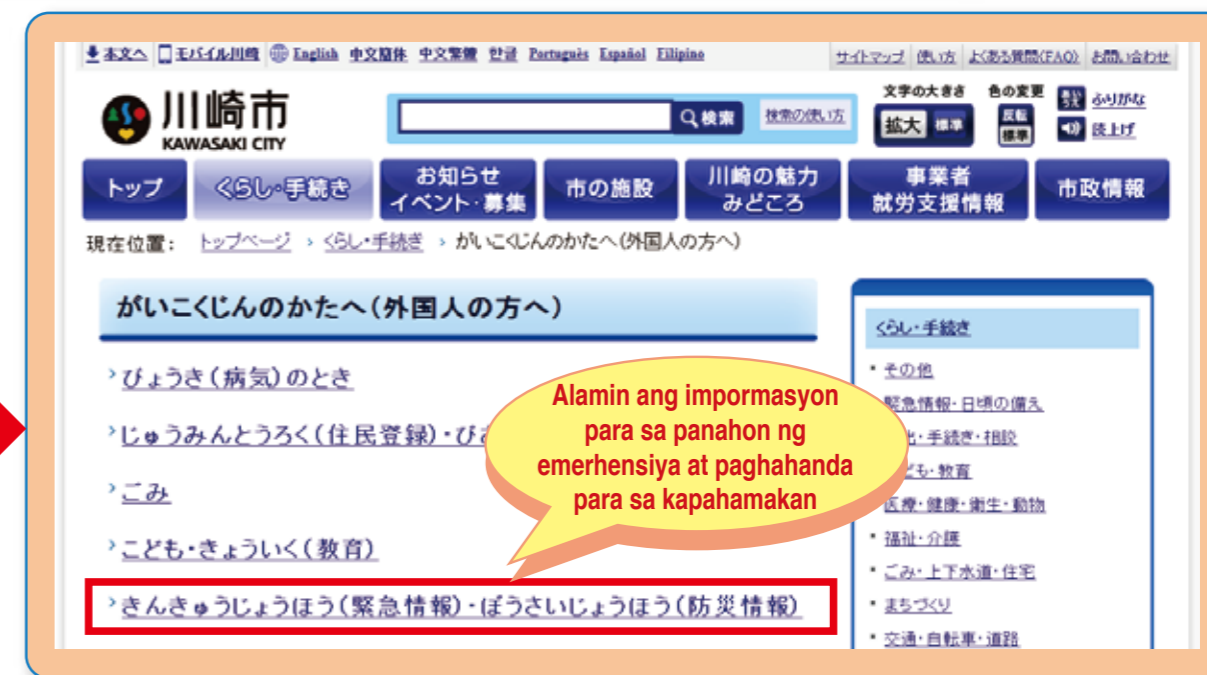 本文へ モバイル川崎 English 中文简体 中文繁體 한글 Português Español Filipino
サイトマップ 使い方 よくある質問(FAQ) お問い合わせ
川崎市
KAWASAKI CITY
検索 検索の使い方
文字の大きさ 色の変更
拡大 標準 反転 標準
ふりがな
読上げ
トップ
くらし・手続き
お知らせ
イベント・募集
市の施設
川崎の魅力
みどころ
事業者
就労支援情報
市政情報
現在位置: トップページ › くらし・手続き › がいこくじんのかたへ(外国人の方へ)
がいこくじんのかたへ(外国人の方へ)
びょうき(病気)のとき
じゅうみんとうろく(住民登録)・びざ
ごみ
こども・きょういく(教育)
きんきゅうじょうほう(緊急情報)・ぼうさいじょうほう(防災情報)
Alamin ang impormasyon
para sa panahon ng
emerhensiya at paghahanda
para sa kapahamakan
くらし・手続き
その他
緊急情報・日頃の備え
・手続き・相談
ども・教育
医療・健康・衛生・動物
福祉・介護
ごみ・上下水道・住宅
まちづくり
交通・自転車・道路